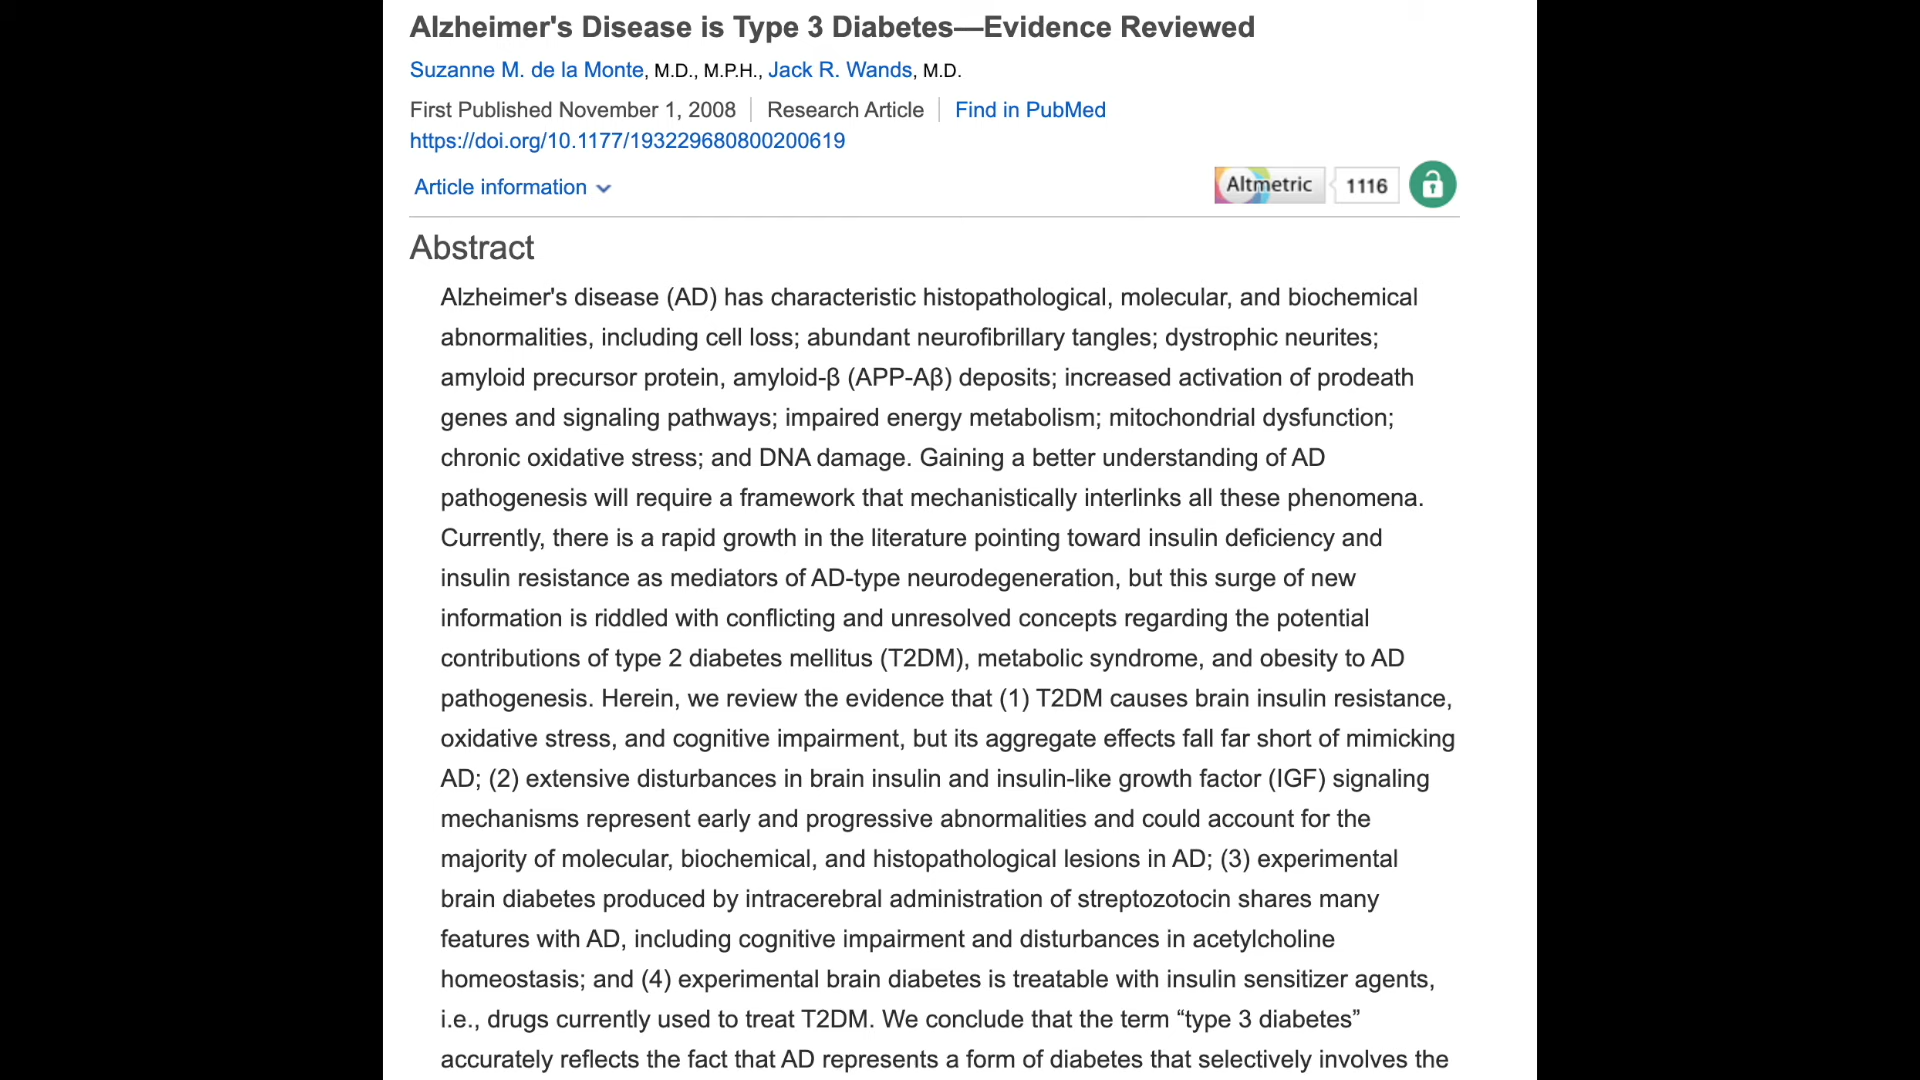 Alzheimer's Disease is Type 3 Diabetes—Evidence Reviewed
Suzanne M. de la Monte, M.D., M.P.H., Jack R. Wands, M.D.
First Published November 1, 2008 | Research Article | Find in PubMed
https://doi.org/10.1177/193229680800200619
Article information
Altmetric 1116
Abstract
Alzheimer's disease (AD) has characteristic histopathological, molecular, and biochemical
abnormalities, including cell loss; abundant neurofibrillary tangles; dystrophic neurites;
amyloid precursor protein, amyloid-β (APP-Aβ) deposits; increased activation of prodeath
genes and signaling pathways; impaired energy metabolism; mitochondrial dysfunction;
chronic oxidative stress; and DNA damage. Gaining a better understanding of AD
pathogenesis will require a framework that mechanistically interlinks all these phenomena.
Currently, there is a rapid growth in the literature pointing toward insulin deficiency and
insulin resistance as mediators of AD-type neurodegeneration, but this surge of new
information is riddled with conflicting and unresolved concepts regarding the potential
contributions of type 2 diabetes mellitus (T2DM), metabolic syndrome, and obesity to AD
pathogenesis. Herein, we review the evidence that (1) T2DM causes brain insulin resistance,
oxidative stress, and cognitive impairment, but its aggregate effects fall far short of mimicking
AD; (2) extensive disturbances in brain insulin and insulin-like growth factor (IGF) signaling
mechanisms represent early and progressive abnormalities and could account for the
majority of molecular, biochemical, and histopathological lesions in AD; (3) experimental
brain diabetes produced by intracerebral administration of streptozotocin shares many
features with AD, including cognitive impairment and disturbances in acetylcholine
homeostasis; and (4) experimental brain diabetes is treatable with insulin sensitizer agents,
i.e., drugs currently used to treat T2DM. We conclude that the term “type 3 diabetes”
accurately reflects the fact that AD represents a form of diabetes that selectively involves the